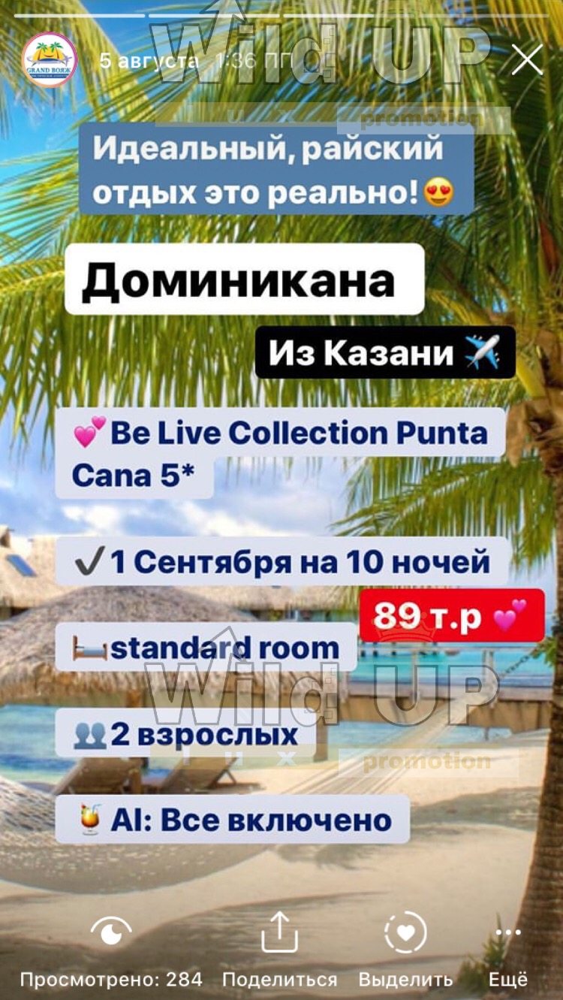 GRAND ВОЯЖ
5 августа 1:36 ПП
Wild UP
lux promotion
Идеальный, райский
отдых это реально!😍
Доминикана
Из Казани ✈️
💕Be Live Collection Punta
Cana 5*
✔️1 Сентября на 10 ночей
89 т.р 💕
🛏️standard room
Wild UP
👥2 взрослых
lux promotion
🍹AI: Все включено
Просмотрено: 284 Поделиться Выделить Ещё